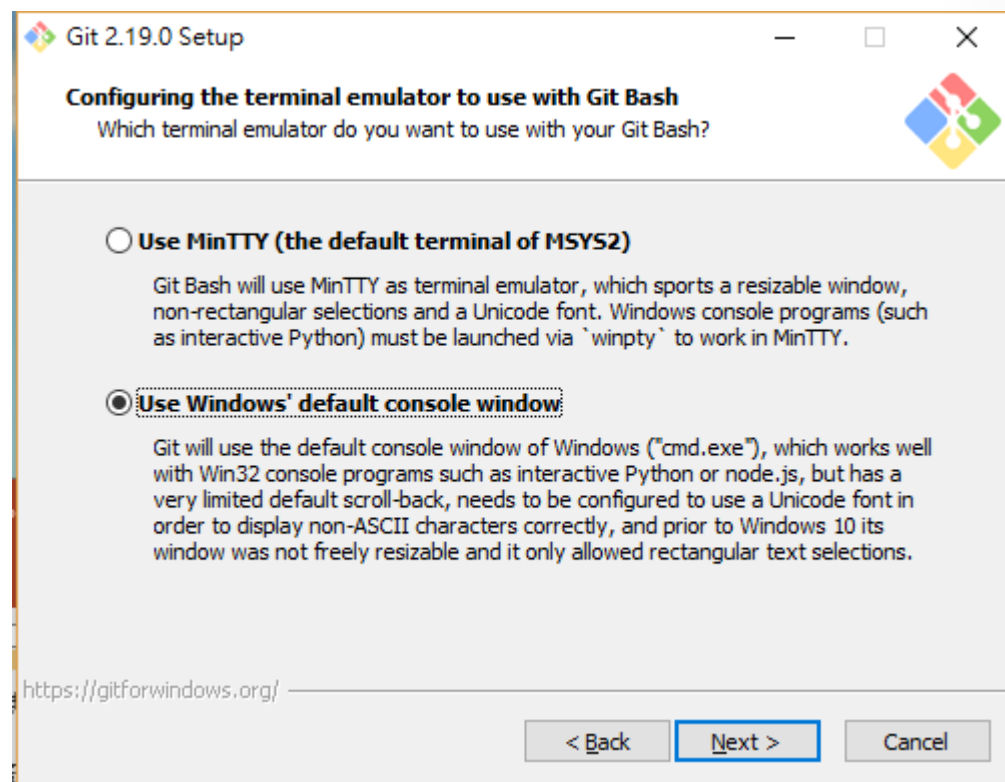 Git 2.19.0 Setup
Configuring the terminal emulator to use with Git Bash
Which terminal emulator do you want to use with your Git Bash?
Use MinTTY (the default terminal of MSYS2)
Git Bash will use MinTTY as terminal emulator, which sports a resizable window,
non-rectangular selections and a Unicode font. Windows console programs (such
as interactive Python) must be launched via `winpty` to work in MinTTY.
Use Windows' default console window
Git will use the default console window of Windows ("cmd.exe"), which works well
with Win32 console programs such as interactive Python or node.js, but has a
very limited default scroll-back, needs to be configured to use a Unicode font in
order to display non-ASCII characters correctly, and prior to Windows 10 its
window was not freely resizable and it only allowed rectangular text selections.
https://gitforwindows.org/
< Back
Next >
Cancel